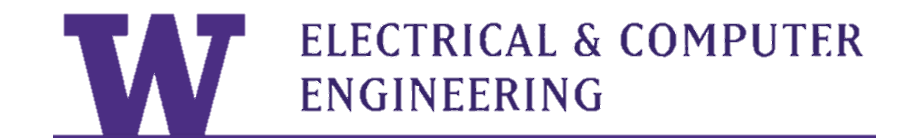 W
ELECTRICAL & COMPUTER
ENGINEERING